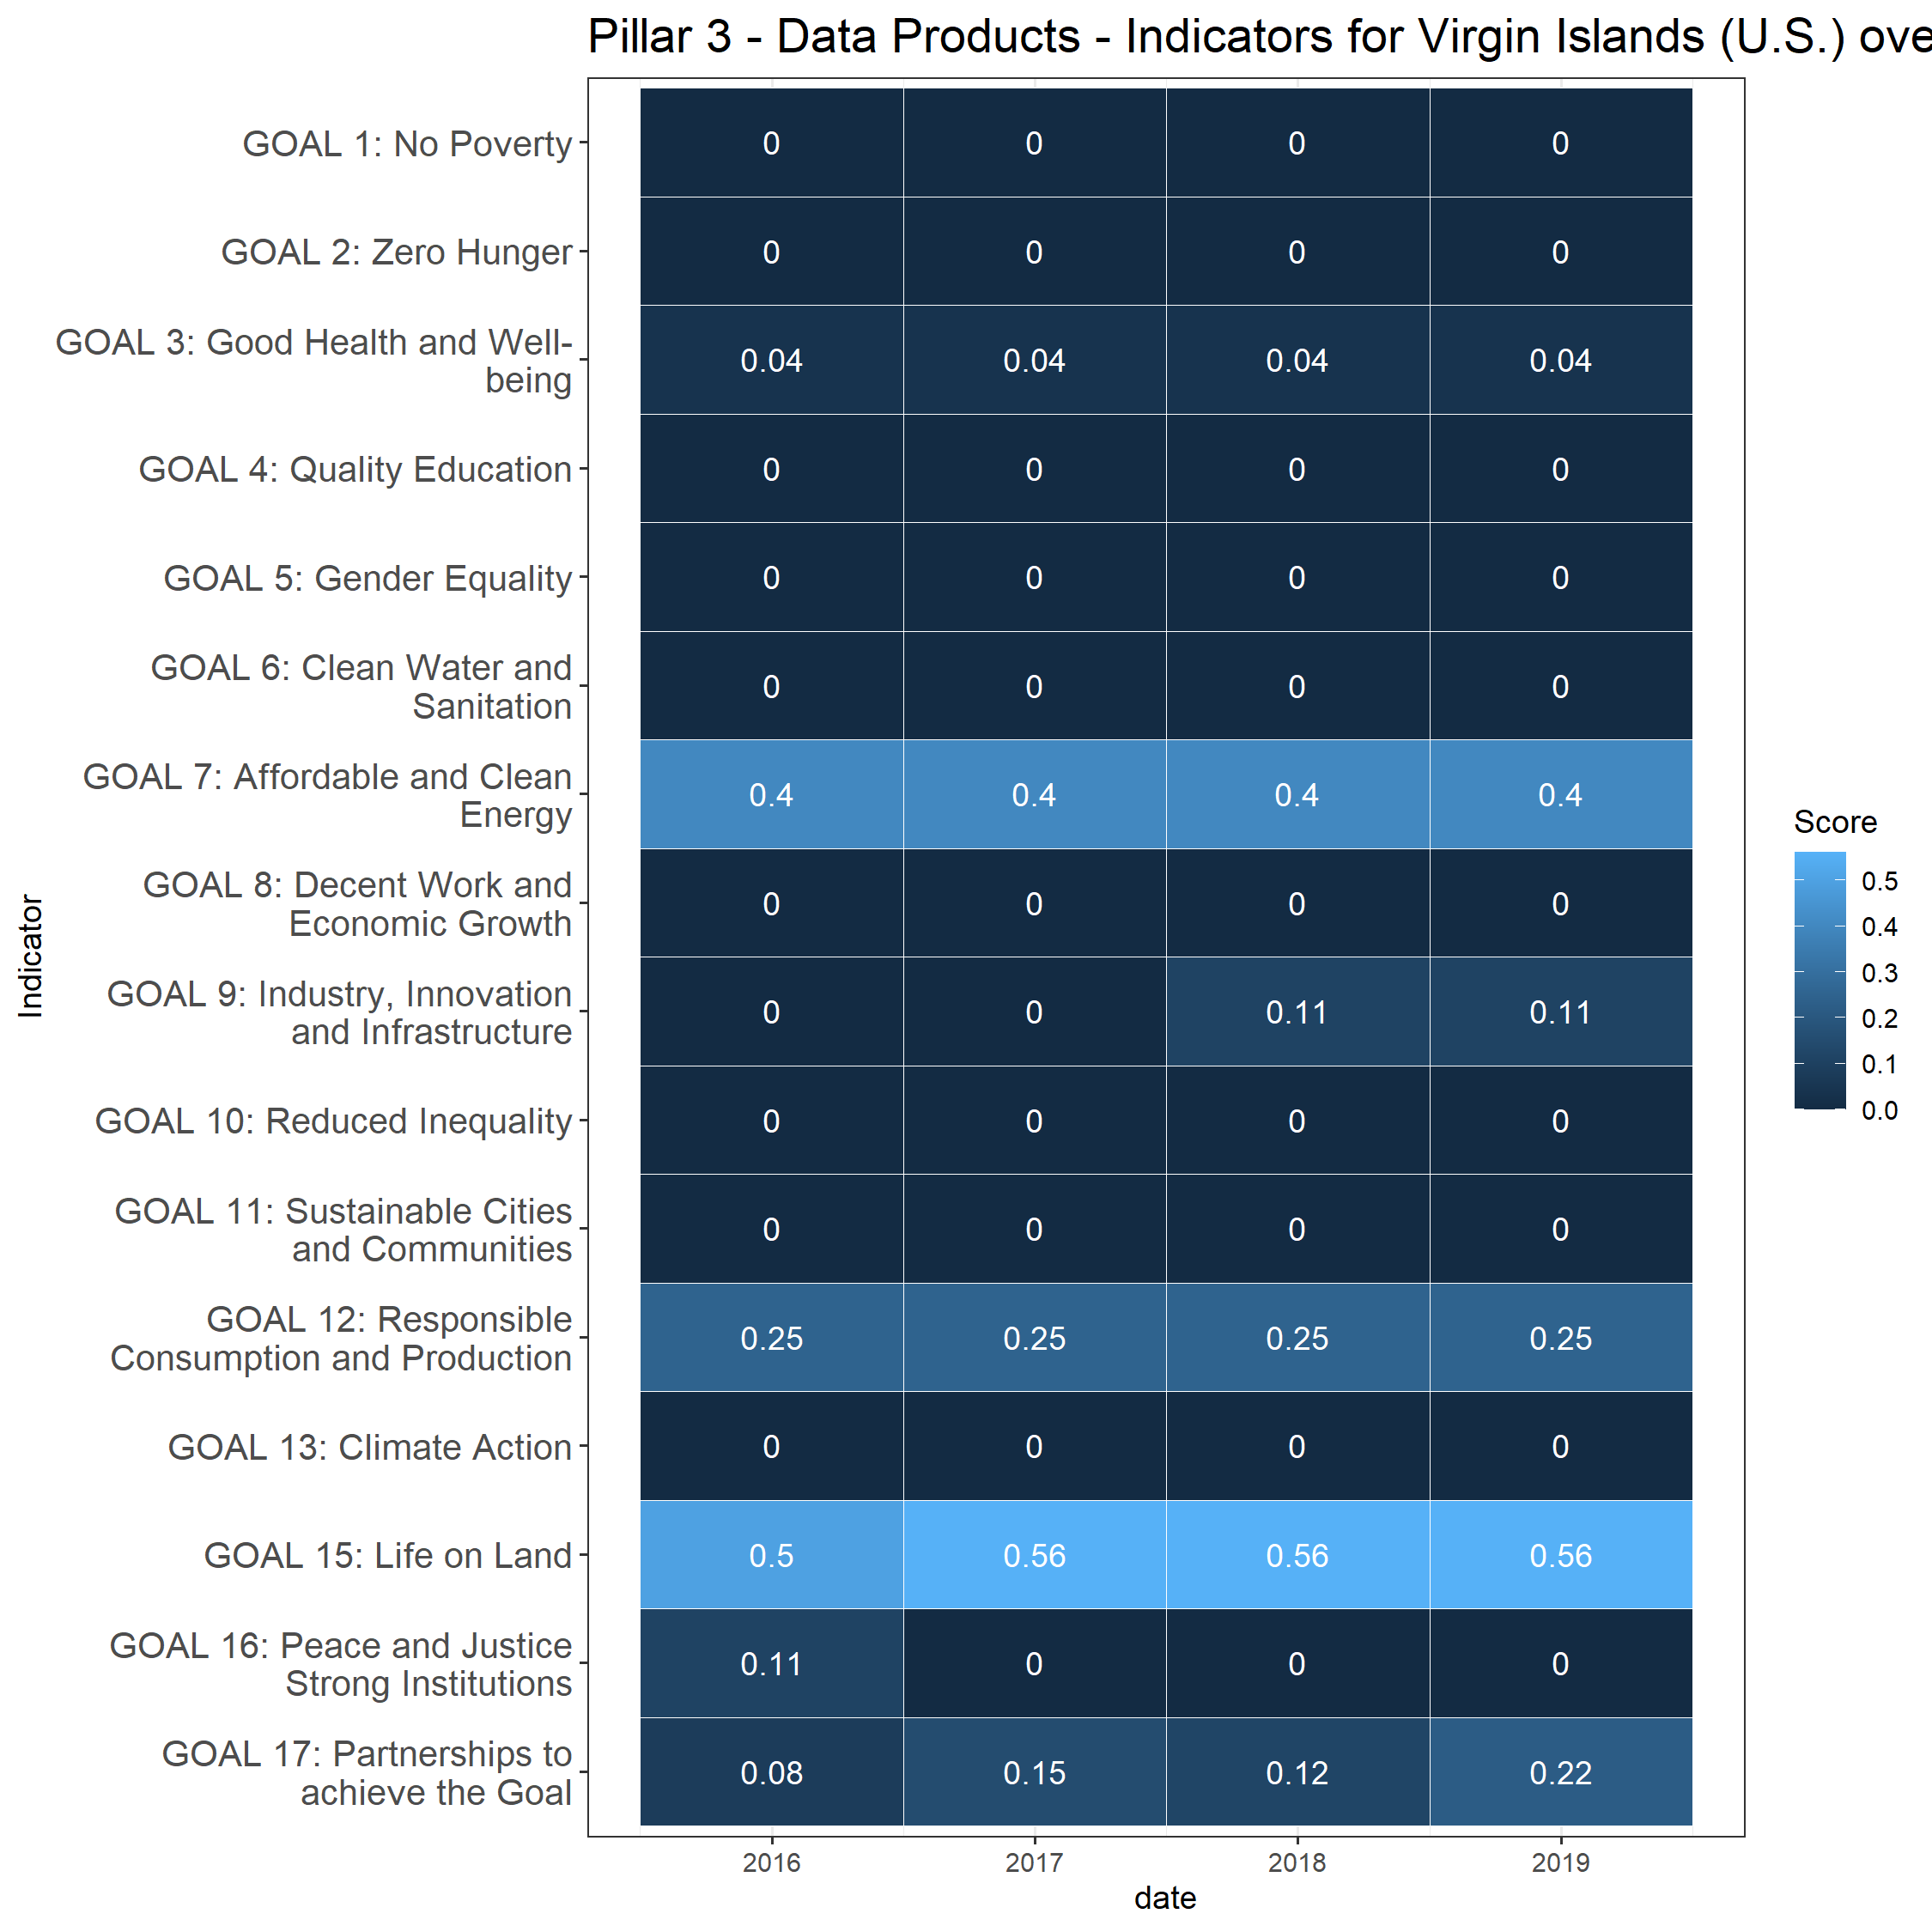 Pillar 3 - Data Products - Indicators for Virgin Islands (U.S.) ove
GOAL 1: No Poverty
0 0 0 0
GOAL 2: Zero Hunger
0 0 0 0
GOAL 3: Good Health and Well-
being
0.04 0.04 0.04 0.04
GOAL 4: Quality Education
0 0 0 0
GOAL 5: Gender Equality
0 0 0 0
GOAL 6: Clean Water and
Sanitation
0 0 0 0
GOAL 7: Affordable and Clean
Energy
0.4 0.4 0.4 0.4
GOAL 8: Decent Work and
Economic Growth
0 0 0 0
GOAL 9: Industry, Innovation
and Infrastructure
0 0 0.11 0.11
GOAL 10: Reduced Inequality
0 0 0 0
GOAL 11: Sustainable Cities
and Communities
0 0 0 0
GOAL 12: Responsible
Consumption and Production
0.25 0.25 0.25 0.25
GOAL 13: Climate Action
0 0 0 0
GOAL 15: Life on Land
0.5 0.56 0.56 0.56
GOAL 16: Peace and Justice
Strong Institutions
0.11 0 0 0
GOAL 17: Partnerships to
achieve the Goal
0.08 0.15 0.12 0.22
2016 2017 2018 2019
date
Indicator
Score
0.5
0.4
0.3
0.2
0.1
0.0